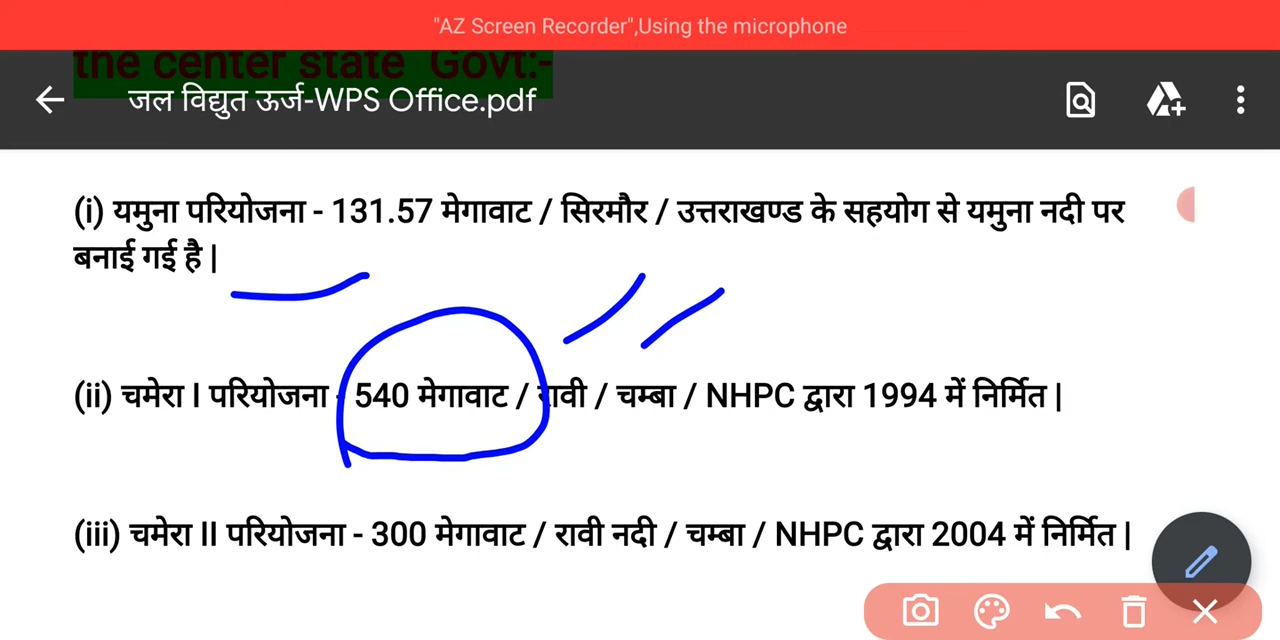 "AZ Screen Recorder",Using the microphone
the center state Govt:-
जल विद्युत ऊर्ज-WPS Office.pdf
(i) यमुना परियोजना - 131.57 मेगावाट / सिरमौर / उत्तराखण्ड के सहयोग से यमुना नदी पर
बनाई गई है |
(ii) चमेरा I परियोजना - 540 मेगावाट / रावी / चम्बा / NHPC द्वारा 1994 में निर्मित |
(iii) चमेरा II परियोजना - 300 मेगावाट / रावी नदी / चम्बा / NHPC द्वारा 2004 में निर्मित |